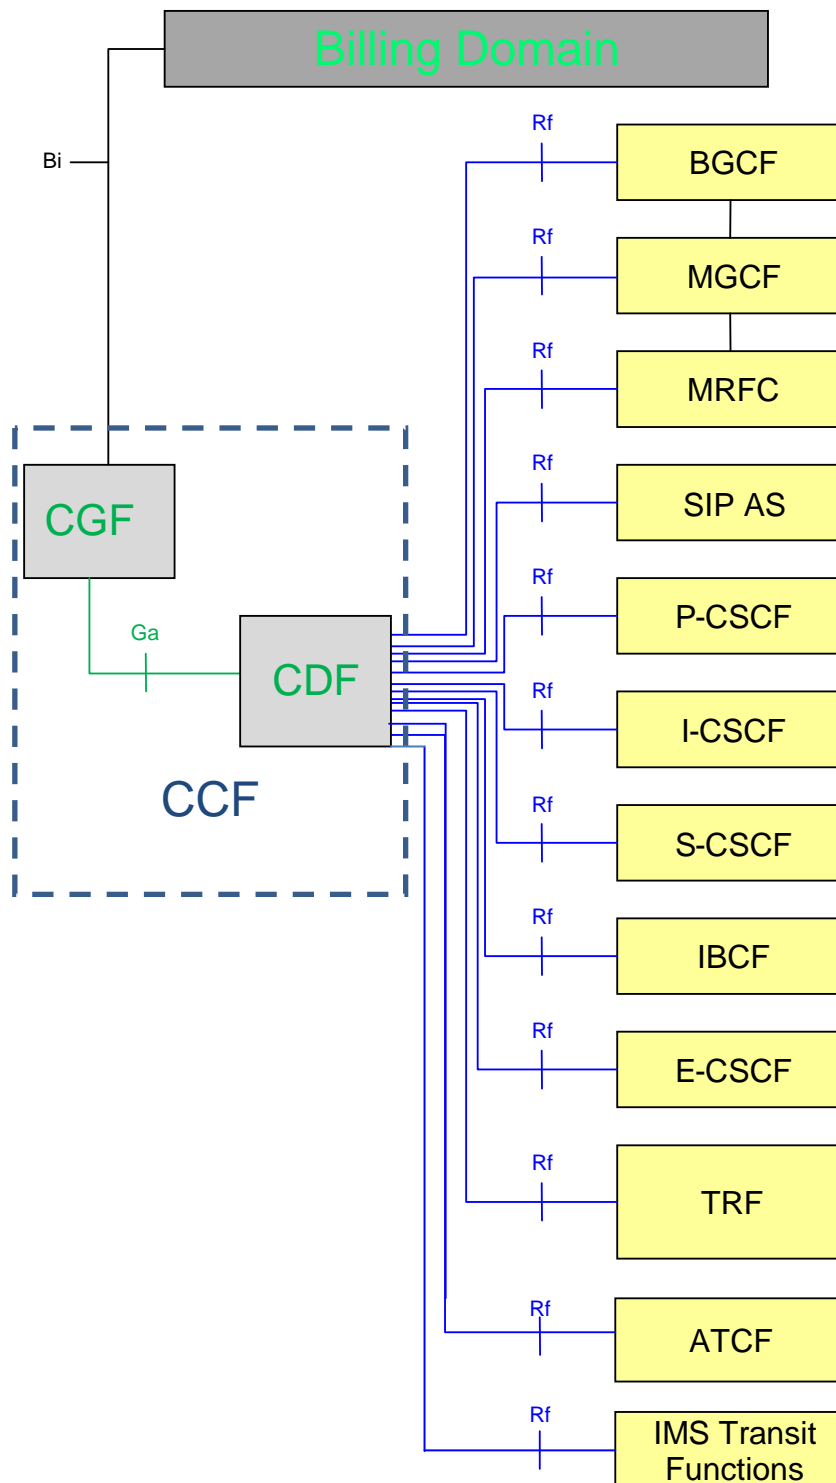 Billing Domain
Rf
Bi
BGCF
Rf
MGCF
Rf
MRFC
Rf
SIP AS
CGF
Rf
P-CSCF
Ga
CDF
Rf
I-CSCF
CCF
Rf
S-CSCF
Rf
IBCF
Rf
E-CSCF
Rf
TRF
Rf
ATCF
Rf
IMS Transit
Functions